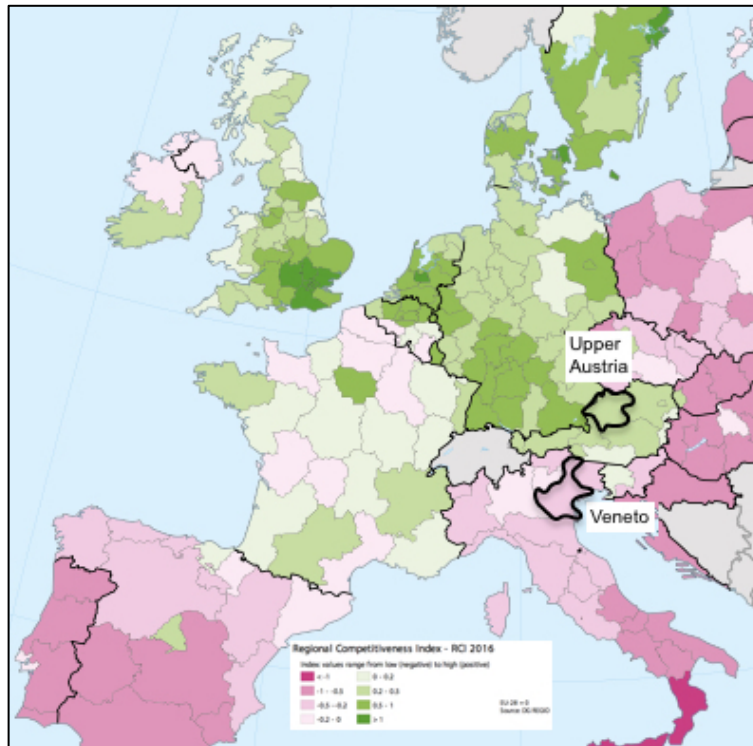 Upper
Austria
Veneto
Regional Competitiveness Index - RCI 2016
Index values range from low (negative) to high (positive)
< -1 0 - 0.2
-1 - -0.5 0.2 - 0.5
-0.5 - -0.2 0.5 - 1
-0.2 - 0 > 1
EU-28 = 0
Source: DG REGIO